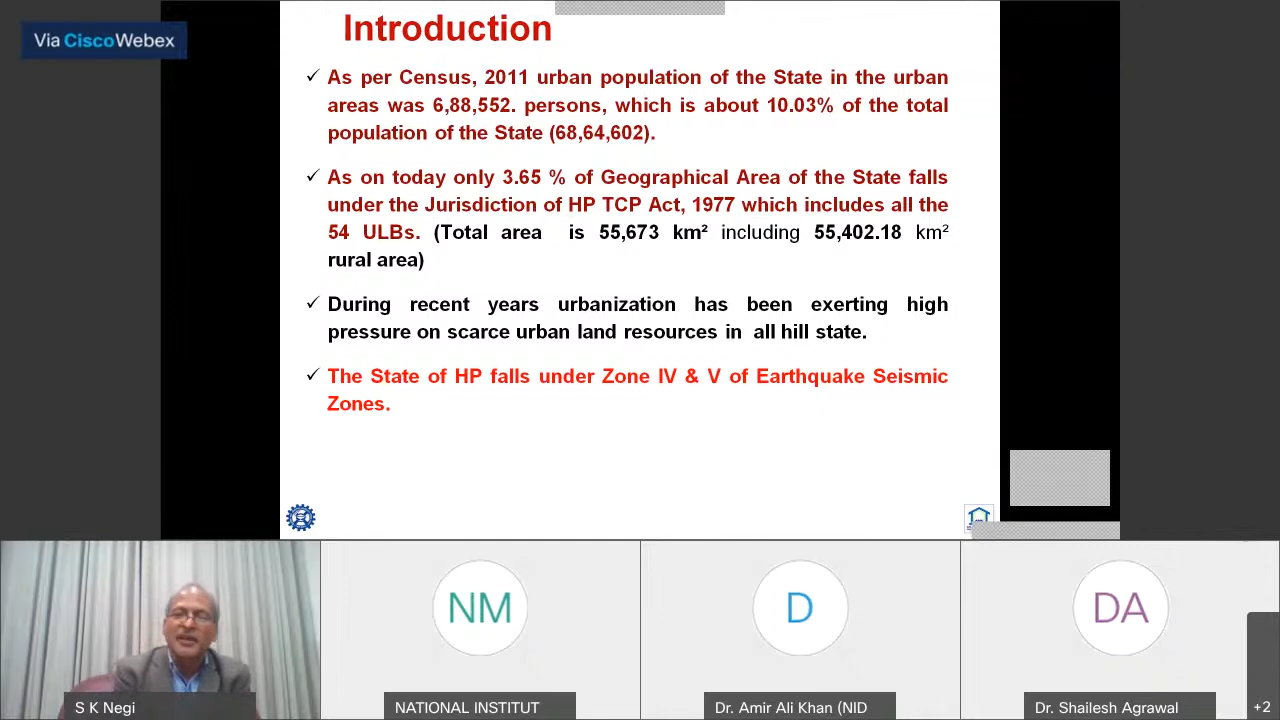 Via CiscoWebex
Introduction
✓ As per Census, 2011 urban population of the State in the urban
areas was 6,88,552. persons, which is about 10.03% of the total
population of the State (68,64,602).
✓ As on today only 3.65 % of Geographical Area of the State falls
under the Jurisdiction of HP TCP Act, 1977 which includes all the
54 ULBs. (Total area is 55,673 km² including 55,402.18 km²
rural area)
✓ During recent years urbanization has been exerting high
pressure on scarce urban land resources in all hill state.
✓ The State of HP falls under Zone IV & V of Earthquake Seismic
Zones.
NM
D
DA
S K Negi
NATIONAL INSTITUT
Dr. Amir Ali Khan (NID
Dr. Shailesh Agrawal
+2